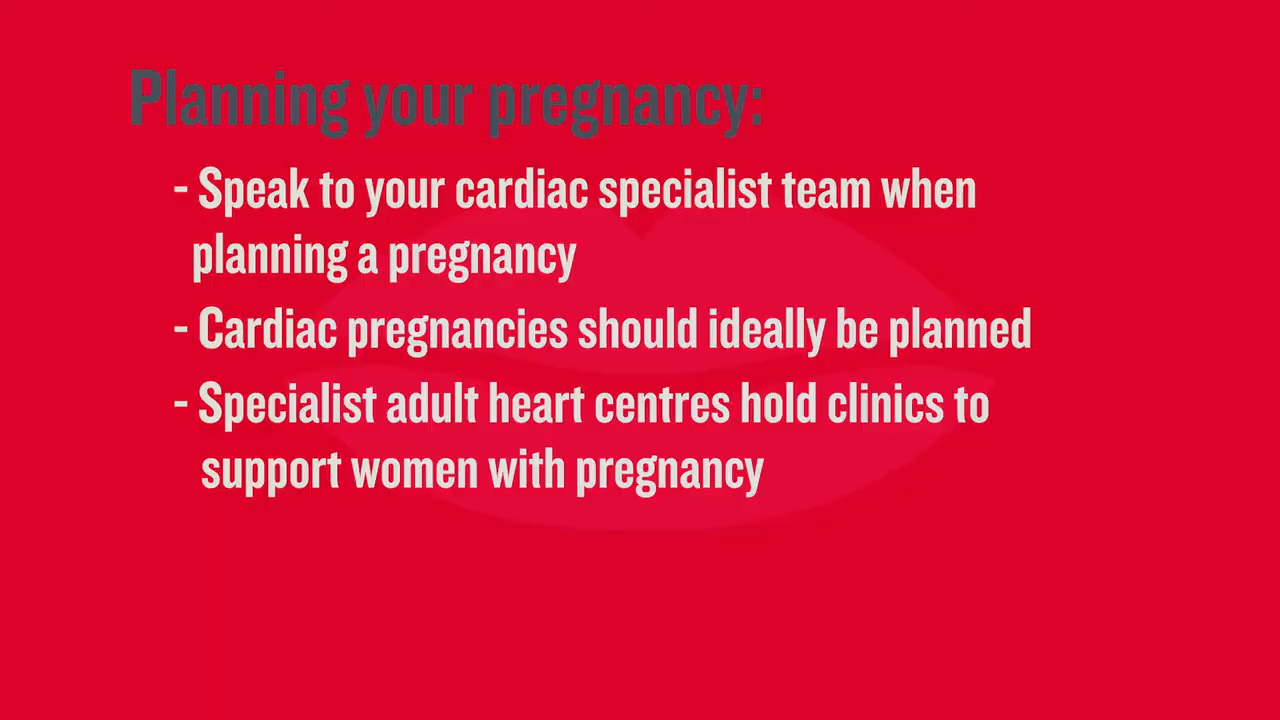 Planning your pregnancy:
- Speak to your cardiac specialist team when
planning a pregnancy
- Cardiac pregnancies should ideally be planned
- Specialist adult heart centres hold clinics to
support women with pregnancy